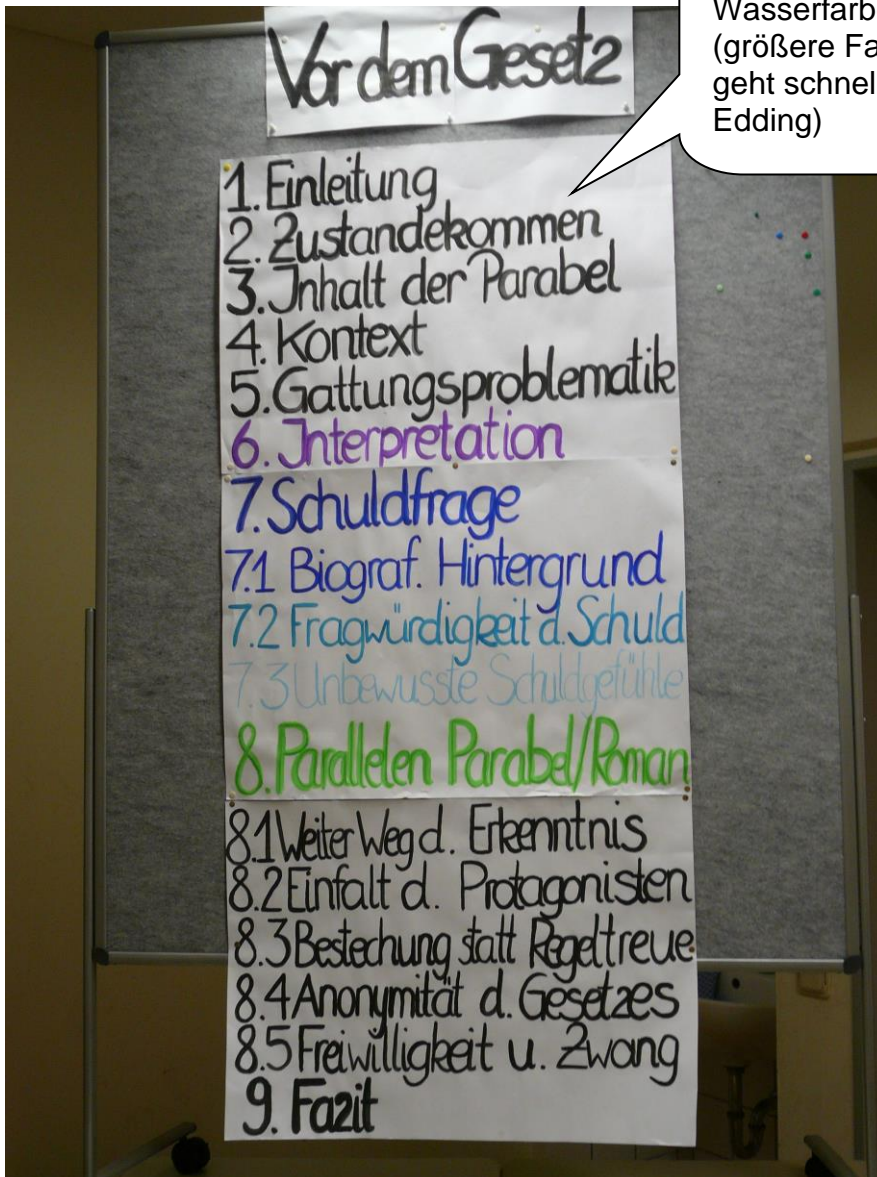 Wasserfarb
(größere Fa
geht schnel
Edding)
Vor dem Gesetz
1. Einleitung
2. Zustandekommen
3. Inhalt der Parabel
4. Kontext
5. Gattungsproblematik
6. Interpretation
7. Schuldfrage
7.1 Biograf. Hintergrund
7.2 Fragwürdigkeit d. Schuld
7.3 Unbewusste Schuldgefühle
8. Parallelen Parabel/Roman
8.1 Weiter Weg d. Erkenntnis
8.2 Einfalt d. Protagonisten
8.3 Bestechung statt Regeltreue
8.4 Anonymität d. Gesetzes
8.5 Freiwilligkeit u. Zwang
9. Fazit